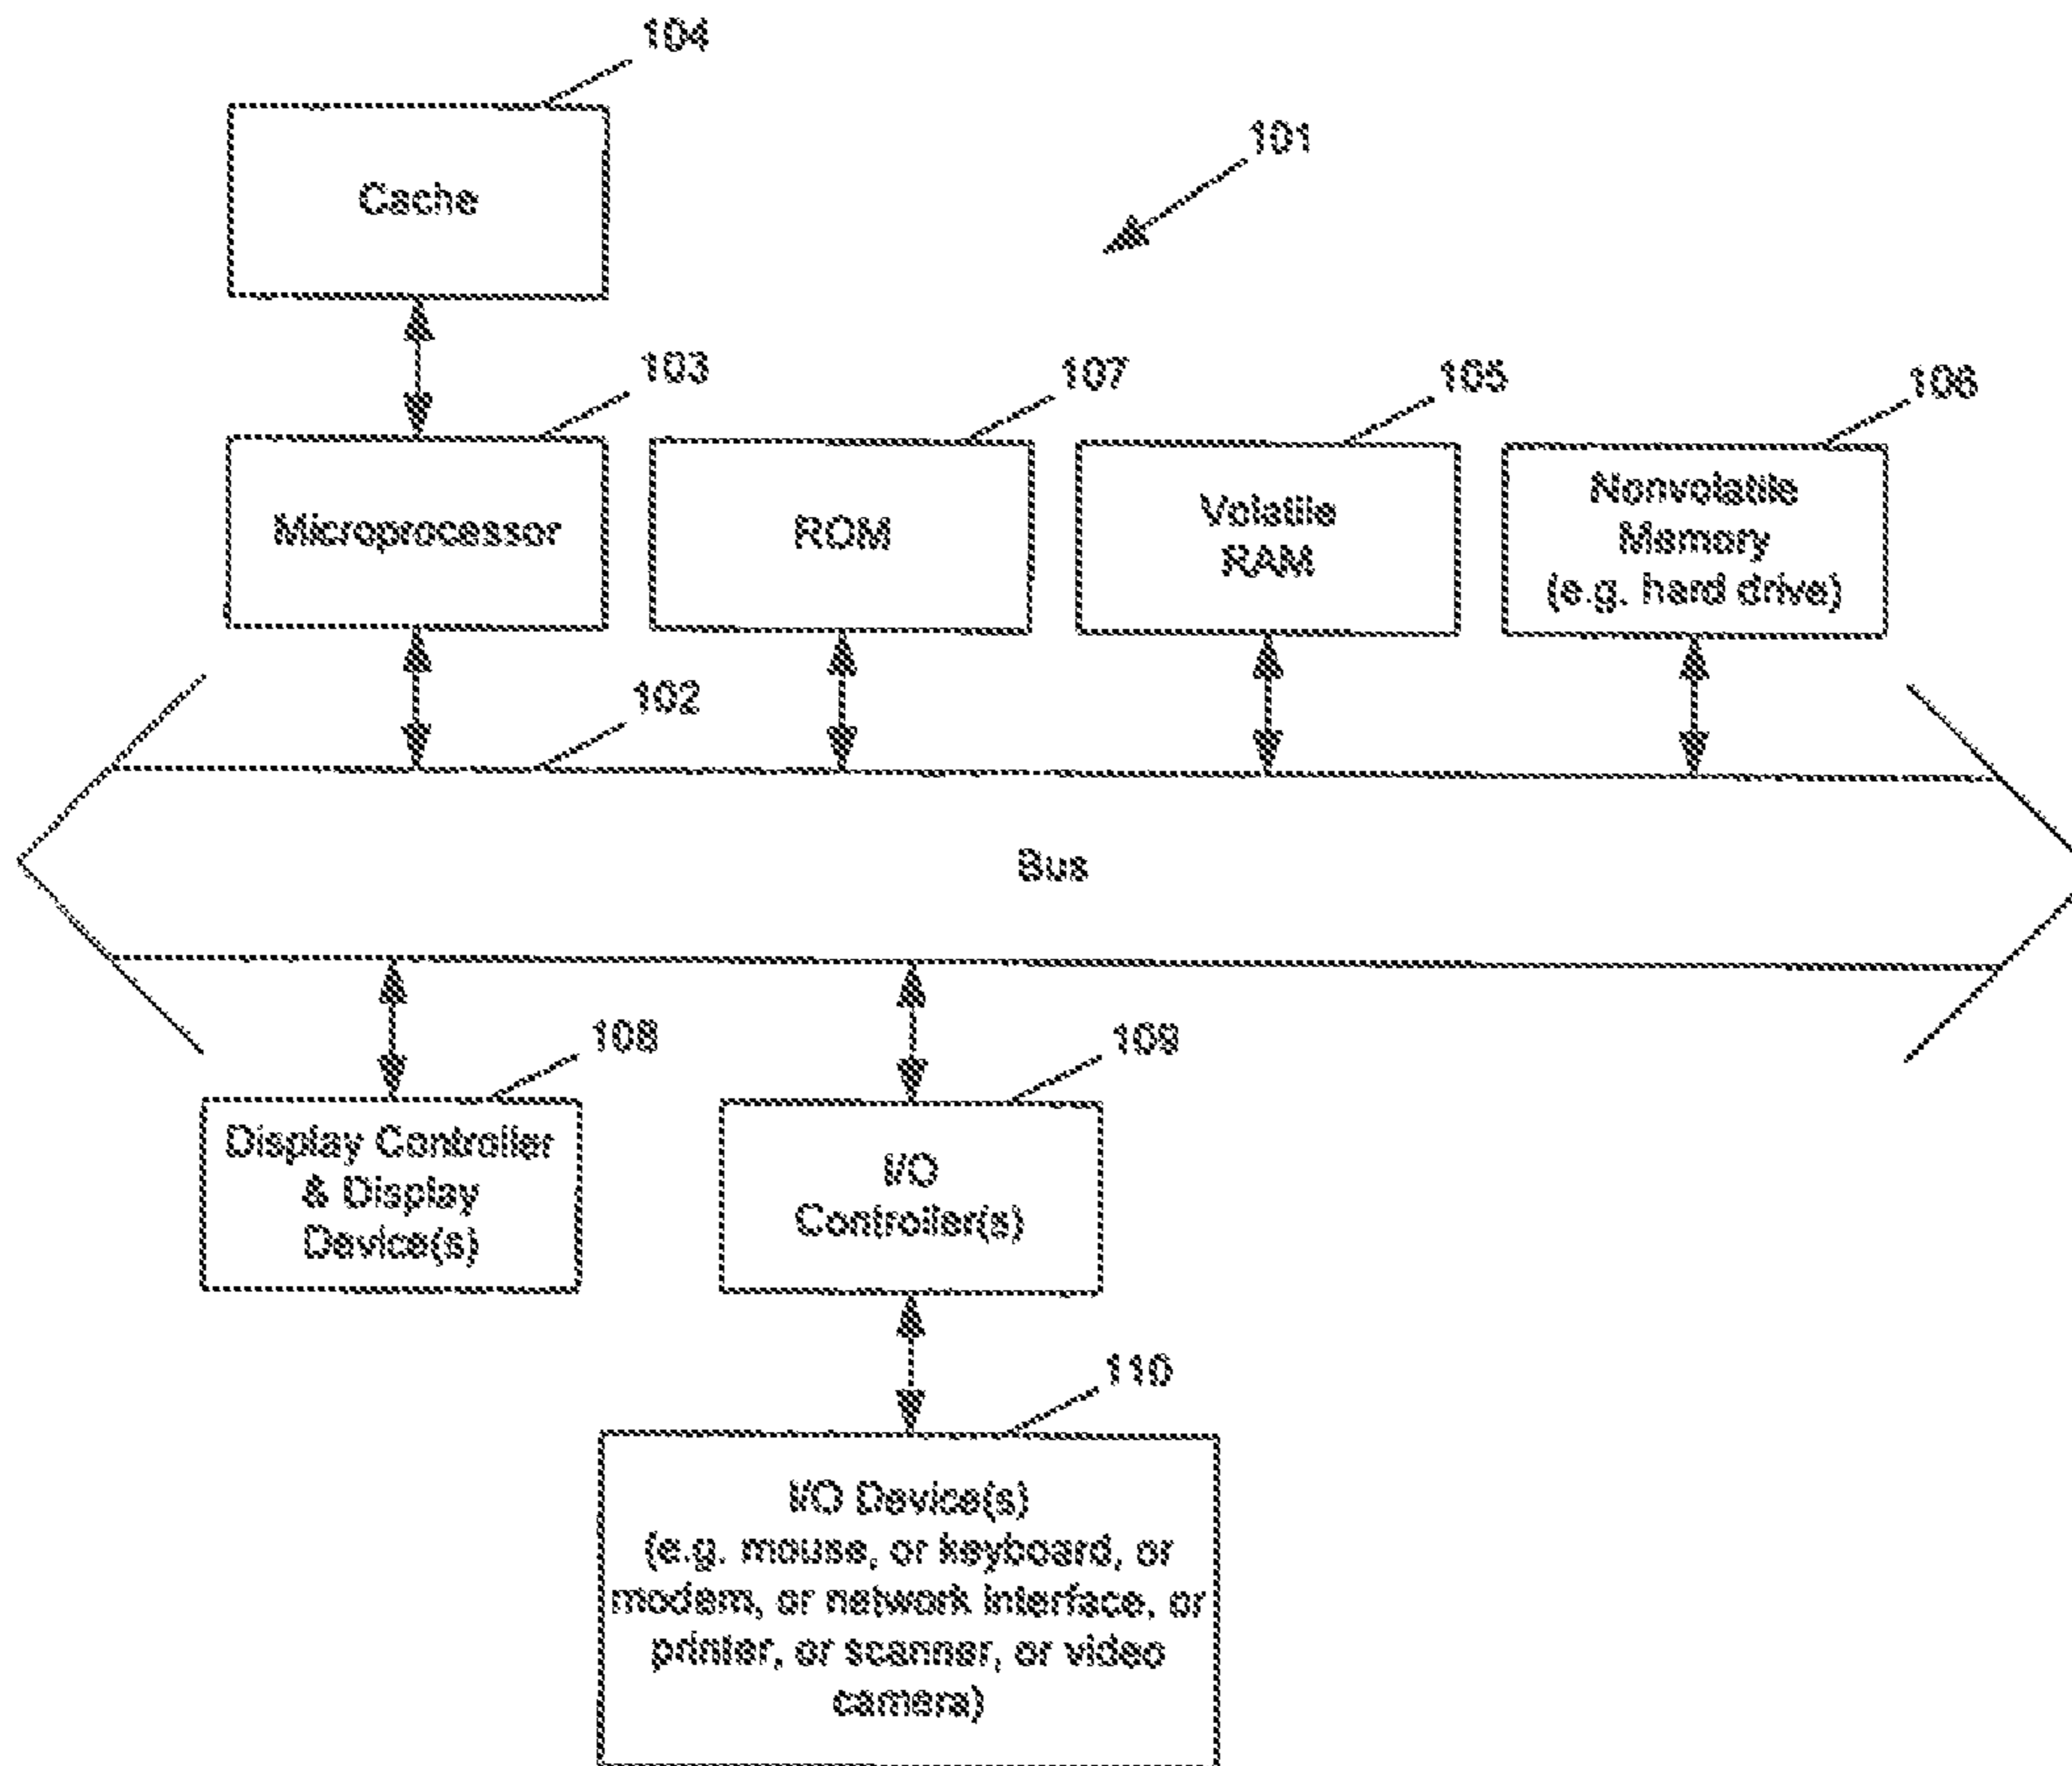 104
101
Cache
103
107
105
106
Microprocessor
ROM
Volatile
RAM
Nonvolatile
Memory
(e.g. hard drive)
102
Bus
108
109
Display Controller
& Display
Device(s)
I/O
Controller(s)
110
I/O Device(s)
(e.g. mouse, or keyboard, or
modem, or network interface, or
printer, or scanner, or video
camera)